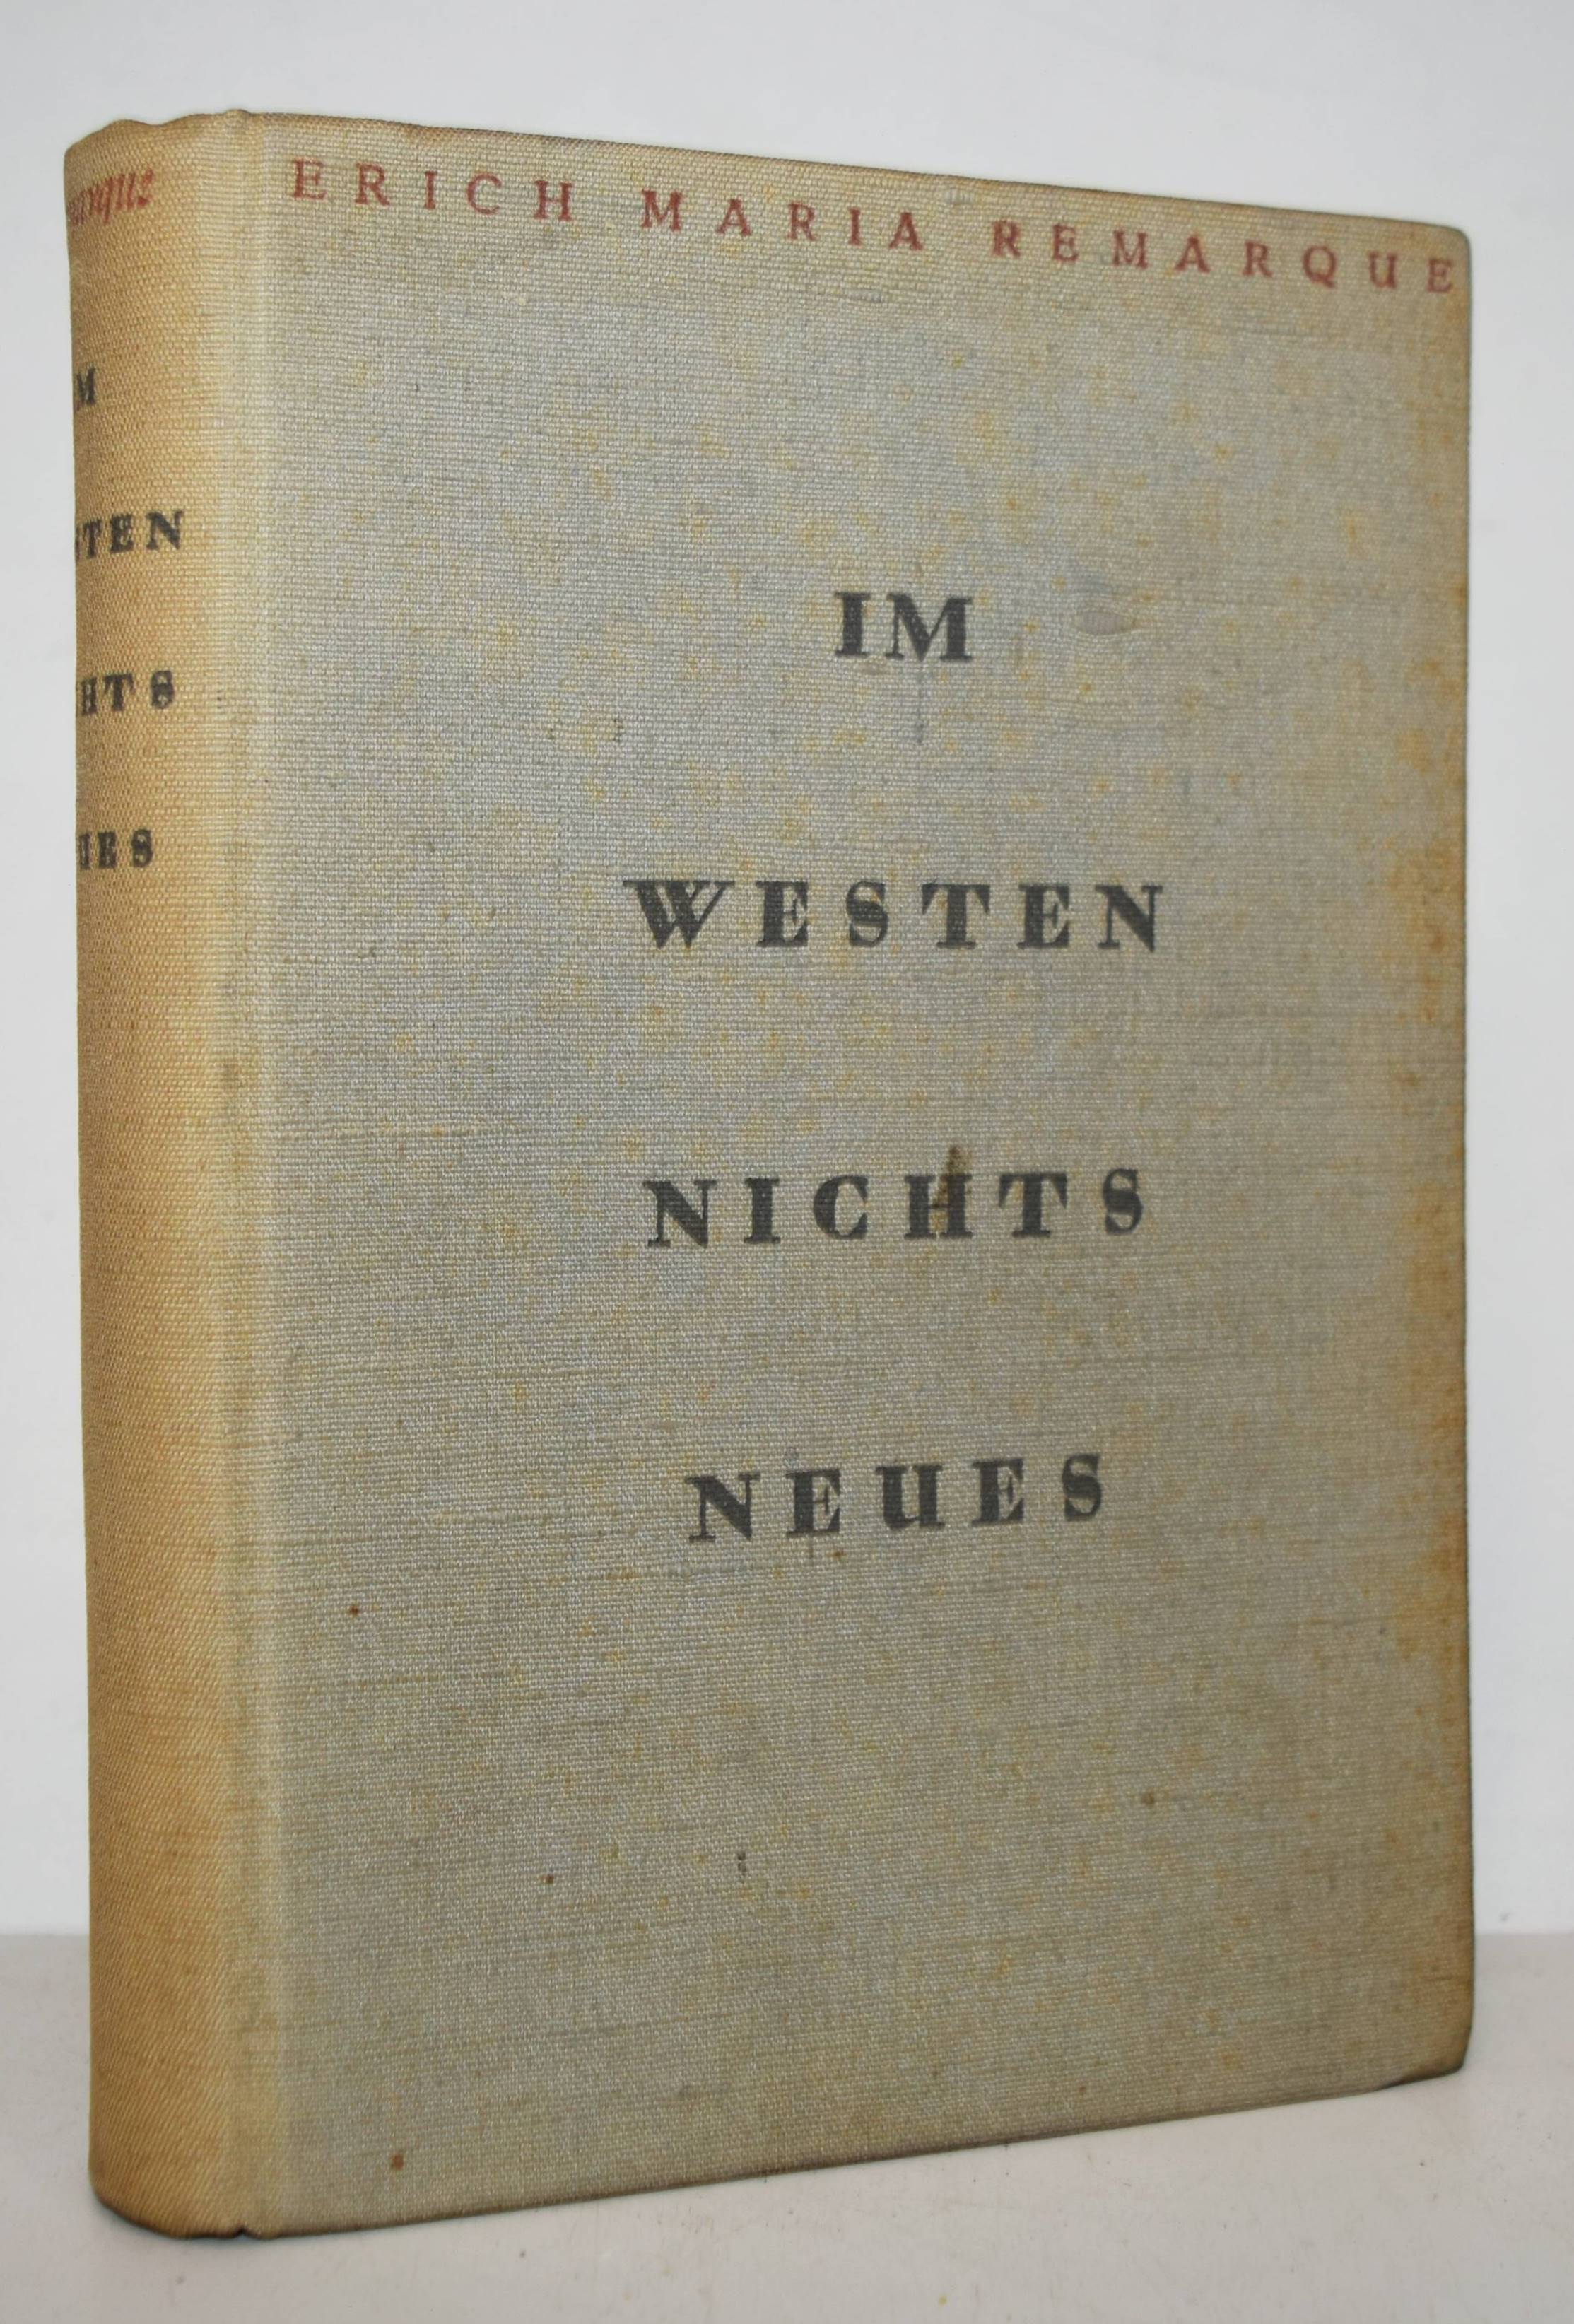 ERICH MARIA REMARQUE
IM
WESTEN
NICHTS
NEUES